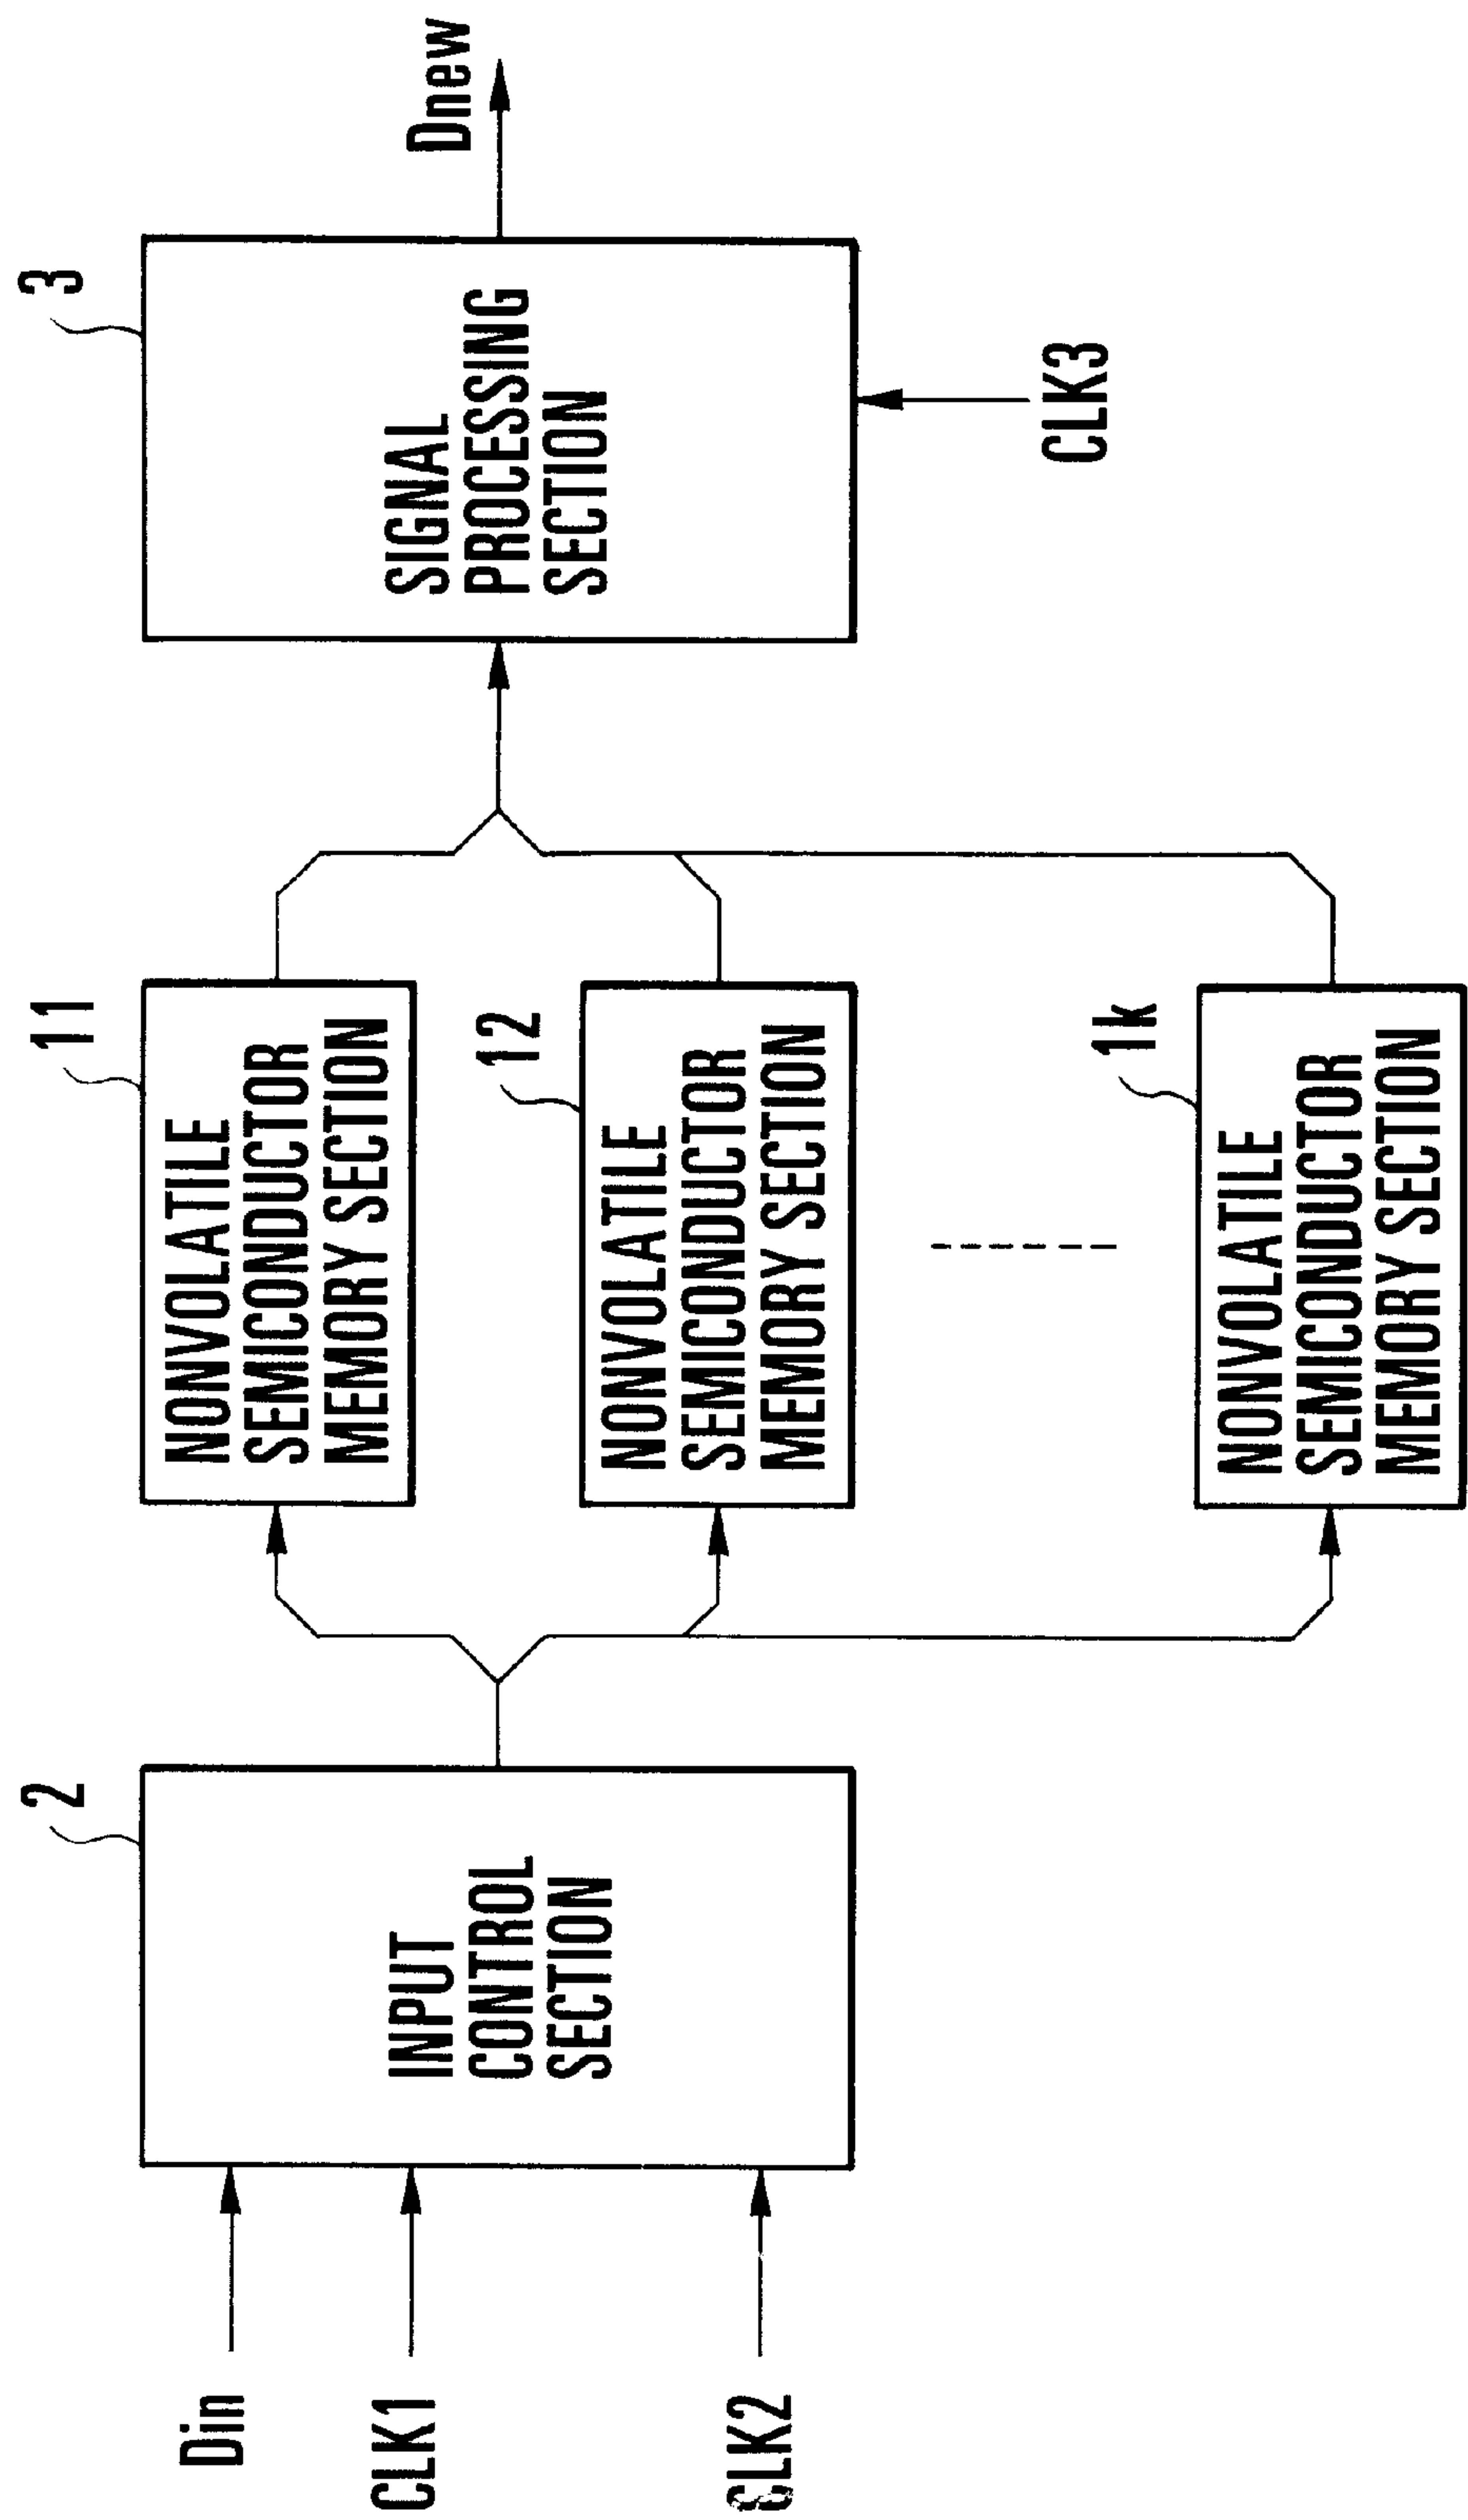 Din
CLK1
CLK2
2
INPUT
CONTROL
SECTION
11
NONVOLATILE
SEMICONDUCTOR
MEMORY SECTION
12
NONVOLATILE
SEMICONDUCTOR
MEMORY SECTION
1k
NONVOLATILE
SEMICONDUCTOR
MEMORY SECTION
3
SIGNAL
PROCESSING
SECTION
CLK3
Dnew